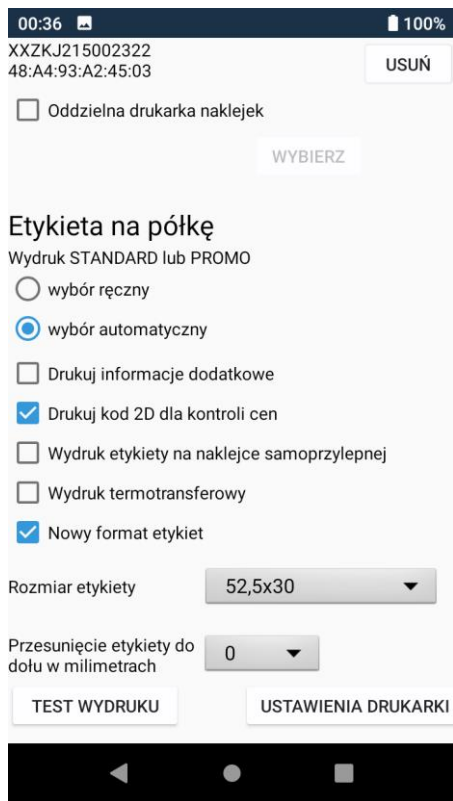 00:36 100%
XXZKJ215002322
48:A4:93:A2:45:03
USUŃ
Oddzielna drukarka naklejek
WYBIERZ
Etykieta na półkę
Wydruk STANDARD lub PROMO
wybór ręczny
wybór automatyczny
Drukuj informacje dodatkowe
Drukuj kod 2D dla kontroli cen
Wydruk etykiety na naklejce samoprzylepnej
Wydruk termotransferowy
Nowy format etykiet
Rozmiar etykiety 52,5x30
Przesunięcie etykiety do
dołu w milimetrach
0
TEST WYDRUKU USTAWIENIA DRUKARKI